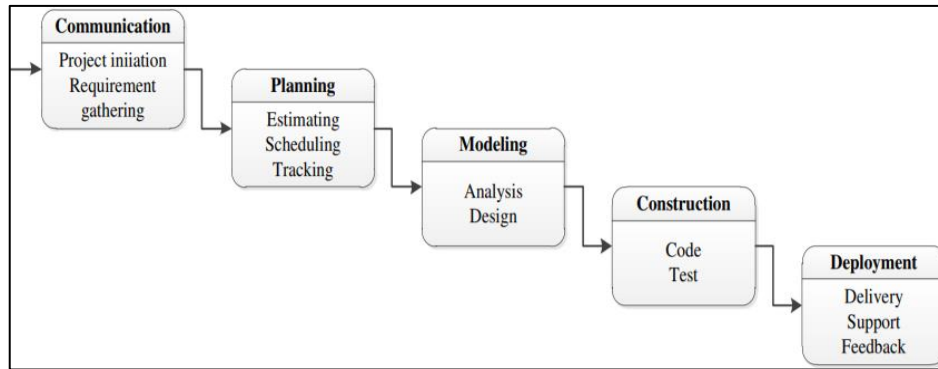 Communication
Project iniiation
Requirement
gathering
Planning
Estimating
Scheduling
Tracking
Modeling
Analysis
Design
Construction
Code
Test
Deployment
Delivery
Support
Feedback